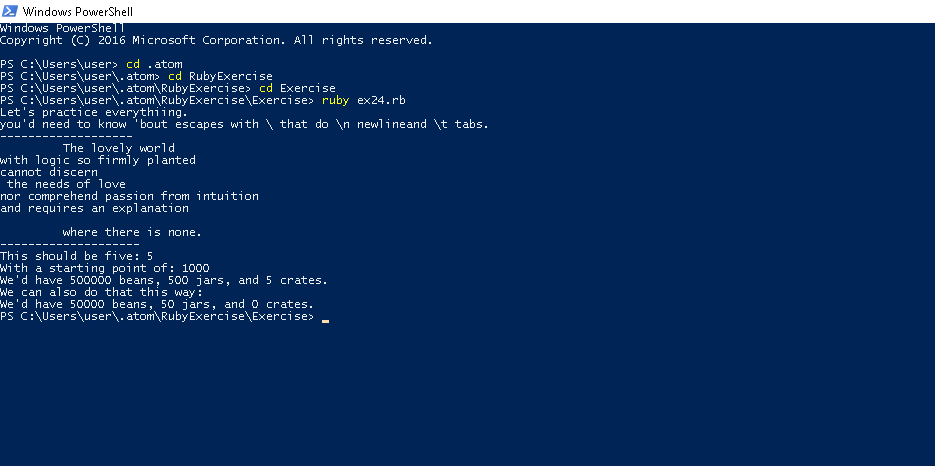 Windows PowerShell
Windows PowerShell
Copyright (C) 2016 Microsoft Corporation. All rights reserved.
PS C:\Users\user> cd .atom
PS C:\Users\user\.atom> cd RubyExercise
PS C:\Users\user\.atom\RubyExercise> cd Exercise
PS C:\Users\user\.atom\RubyExercise\Exercise> ruby ex24.rb
Let's practice everythiing.
you'd need to know 'bout escapes with \ that do \n newlineand \t tabs.
-------------------
The lovely world
with logic so firmly planted
cannot discern
the needs of love
nor comprehend passion from intuition
and requires an explanation
where there is none.
--------------------
This should be five: 5
With a starting point of: 1000
We'd have 500000 beans, 500 jars, and 5 crates.
We can also do that this way:
We'd have 50000 beans, 50 jars, and 0 crates.
PS C:\Users\user\.atom\RubyExercise\Exercise> _